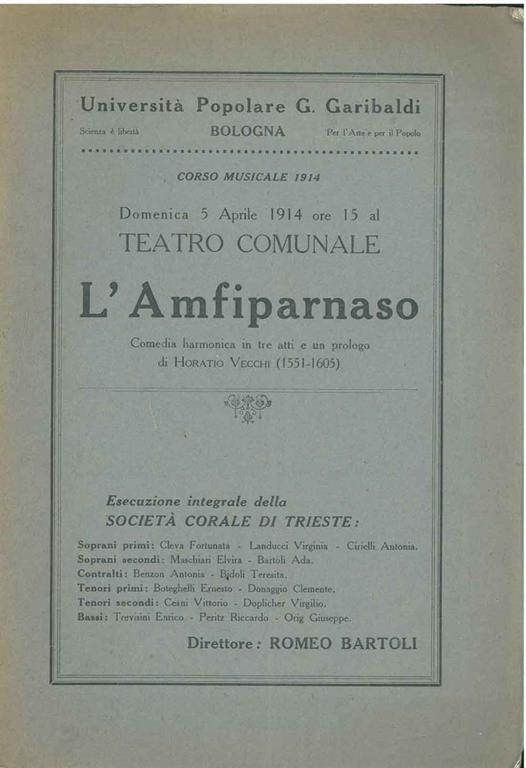 Università Popolare G. Garibaldi
Scienza è libertà BOLOGNA Per l'Arte e per il Popolo
CORSO MUSICALE 1914
Domenica 5 Aprile 1914 ore 15 al
TEATRO COMUNALE
L'Amfiparnaso
Comedia harmonica in tre atti e un prologo
di HORATIO VECCHI (1551-1605)
Esecuzione integrale della
SOCIETÀ CORALE DI TRIESTE:
Soprani primi: Cleva Fortunata - Landucci Virginia - Cirielli Antonia.
Soprani secondi: Maschiari Elvira - Bartoli Ada.
Contralti: Benzon Antonia - Bidoli Teresita.
Tenori primi: Boteghelli Ernesto - Donaggio Clemente.
Tenori secondi: Vittorio - Doplicher Virgilio.
Bassi: Trevisini Enrico - Peritz Riccardo - Orig Giuseppe.
Direttore: ROMEO BARTOLI